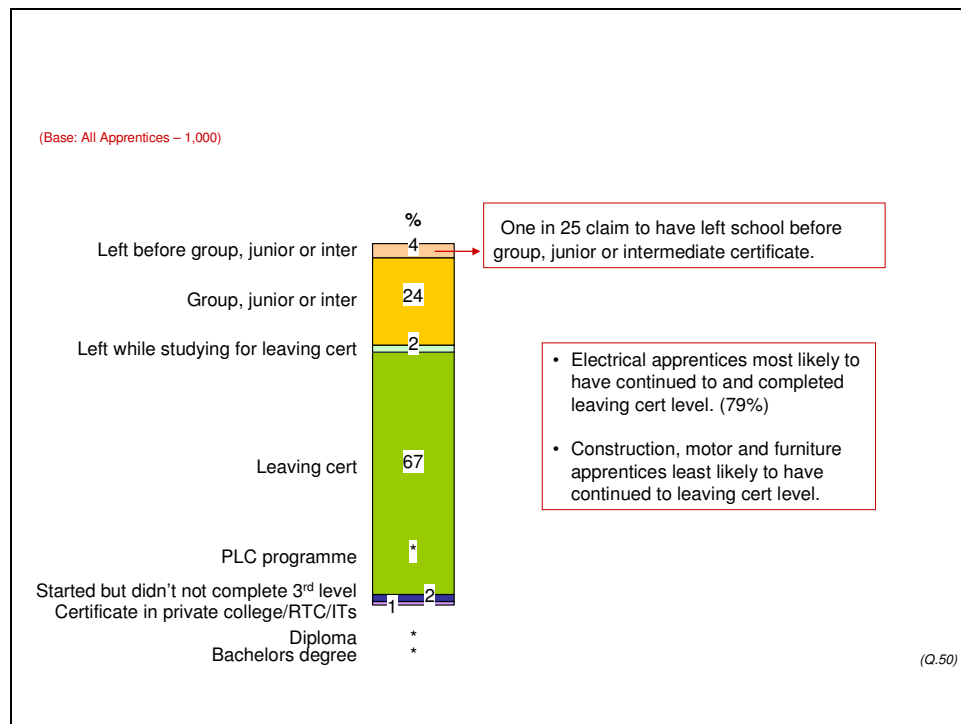 (Base: All Apprentices – 1,000)
%
Left before group, junior or inter
4
One in 25 claim to have left school before
group, junior or intermediate certificate.
Group, junior or inter
24
Left while studying for leaving cert
2
• Electrical apprentices most likely to
have continued to and completed
leaving cert level. (79%)
• Construction, motor and furniture
apprentices least likely to have
continued to leaving cert level.
Leaving cert
67
PLC programme
*
Started but didn't not complete 3rd level
2
Certificate in private college/RTC/ITs
1
Diploma
*
Bachelors degree
*
(Q.50)